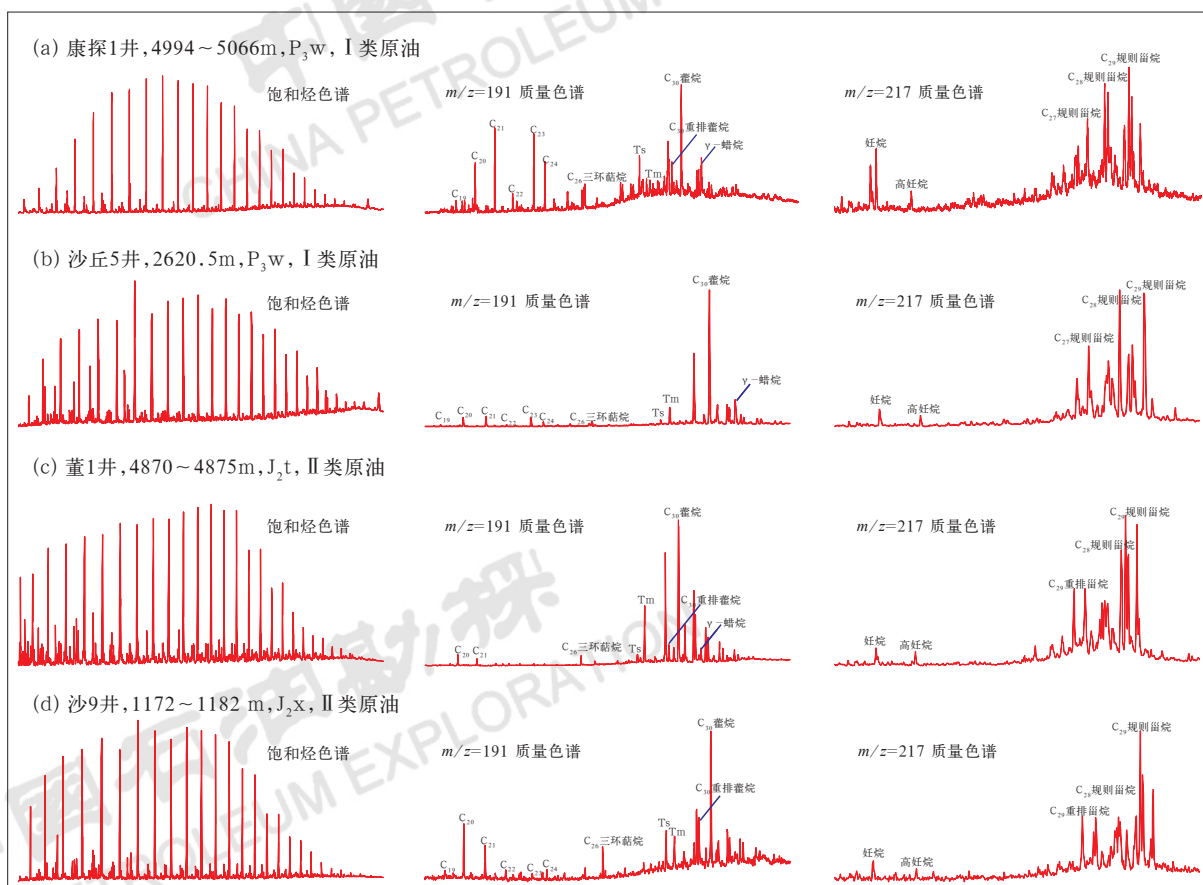 (a) 康探1井,4994～5066m,P₃w, Ⅰ类原油
饱和烃色谱
m/z=191 质量色谱
C₁₉
C₂₀
C₂₁
C₂₂
C₂₃
C₂₄
C₂₆三环萜烷
Ts
Tm
C₃₀藿烷
C₃₀重排藿烷
γ-蜡烷
m/z=217 质量色谱
妊烷
高妊烷
C₂₇规则甾烷
C₂₈规则甾烷
C₂₉规则甾烷
(b) 沙丘5井,2620.5m,P₃w, Ⅰ类原油
饱和烃色谱
m/z=191 质量色谱
C₁₉
C₂₀
C₂₁
C₂₂
C₂₃
C₂₄
C₂₆三环萜烷
Ts
Tm
C₃₀藿烷
γ-蜡烷
m/z=217 质量色谱
妊烷
高妊烷
C₂₇规则甾烷
C₂₈规则甾烷
C₂₉规则甾烷
(c) 董1井,4870～4875m,J₂t, Ⅱ类原油
饱和烃色谱
m/z=191 质量色谱
C₂₀
C₂₁
C₂₆三环萜烷
Ts
Tm
C₃₀藿烷
C₃₀重排藿烷
γ-蜡烷
m/z=217 质量色谱
妊烷
高妊烷
C₂₉重排甾烷
C₂₈规则甾烷
C₂₉规则甾烷
(d) 沙9井,1172～1182 m,J₂x, Ⅱ类原油
饱和烃色谱
m/z=191 质量色谱
C₁₉
C₂₀
C₂₁
C₂₂
C₂₃
C₂₄
C₂₆三环萜烷
Ts
Tm
C₃₀藿烷
C₃₀重排藿烷
m/z=217 质量色谱
妊烷
高妊烷
C₂₉重排甾烷
C₂₈规则甾烷
C₂₉规则甾烷
CHINA PETROLEUM
中国石油勘探
PETROLEUM EXPLORATION